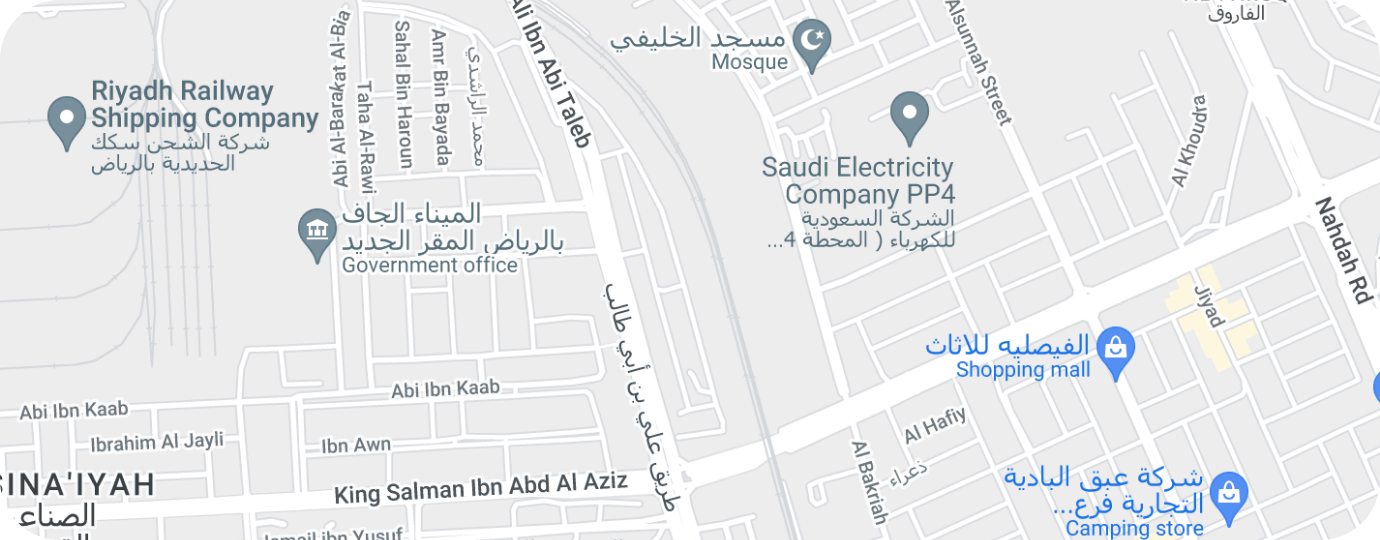 الفاروق
Ali Ibn Abi Taleb
Alsunnah Street
مسجد الخليفي
Mosque
Abi Al-Barakat Al-Bia
Taha Al-Rawi
Sahal Bin Haroun
Amr Bin Bayada
محمد الراشدي
Riyadh Railway
Shipping Company
شركة الشحن سكك
الحديدية بالرياض
Al Khoudra
Saudi Electricity
Company PP4
الشركة السعودية
للكهرباء ( المحطة 4...
الميناء الجاف
بالرياض المقر الجديد
Government office
Nahdah Rd
Jiyad
طريق علي بن أبي طالب
الفيصليه للاثاث
Shopping mall
Abi Ibn Kaab
Abi Ibn Kaab
Ibrahim Al Jayli
Ibn Awn
Al Hafiy
Al Bakriah
ذعراء
King Salman Ibn Abd Al Aziz
SINA'IYAH
الصناء
شركة عبق البادية
التجارية فرع...
Camping store
Ismail ibn Yusuf